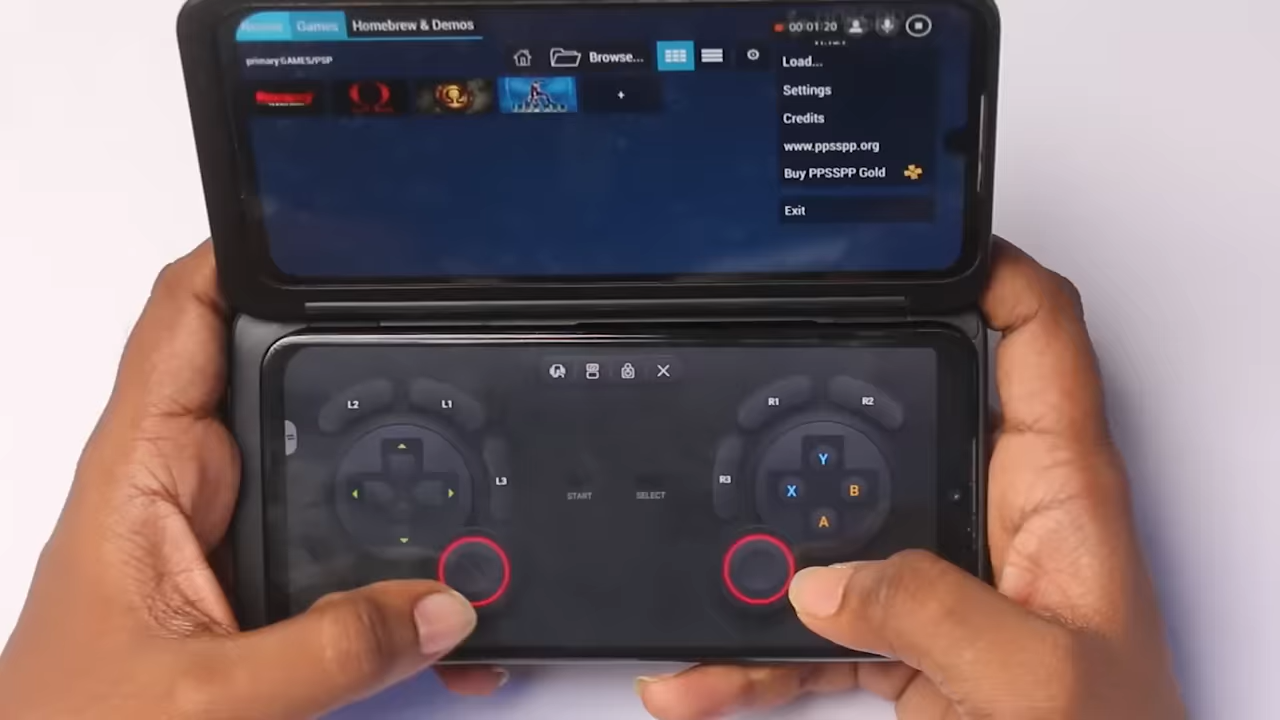 Games
Homebrew & Demos
00:01:20
primary:GAMES/PSP
Browse...
Load...
Settings
Credits
www.ppsspp.org
Buy PPSSPP Gold
Exit
L2
L1
R1
R2
L3
START
SELECT
R3
Y
X
B
A